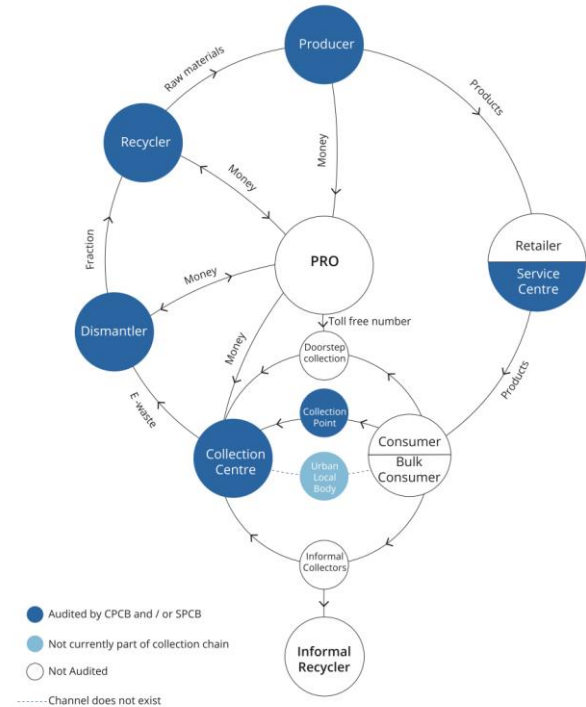 Producer
Raw materials
Products
Recycler
Money
Money
Retailer
Service
Centre
PRO
Fraction
Money
Dismantler
Toll free number
Money
Doorstep
collection
Products
E-waste
Collection
Point
Collection
Centre
Consumer
Bulk
Consumer
Urban
Local
Body
Informal
Collectors
Informal
Recycler
Audited by CPCB and / or SPCB
Not currently part of collection chain
Not Audited
Channel does not exist